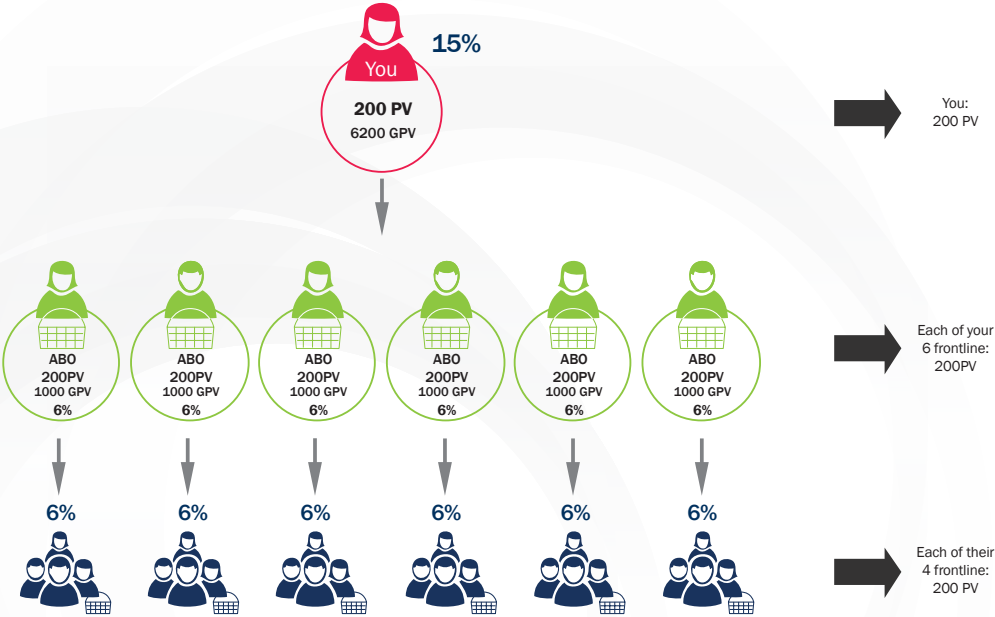 15%
You
200 PV
6200 GPV
You:
200 PV
ABO
200PV
1000 GPV
6%
ABO
200PV
1000 GPV
6%
ABO
200PV
1000 GPV
6%
ABO
200PV
1000 GPV
6%
ABO
200PV
1000 GPV
6%
ABO
200PV
1000 GPV
6%
Each of your
6 frontline:
200PV
6%
6%
6%
6%
6%
6%
Each of their
4 frontline:
200 PV